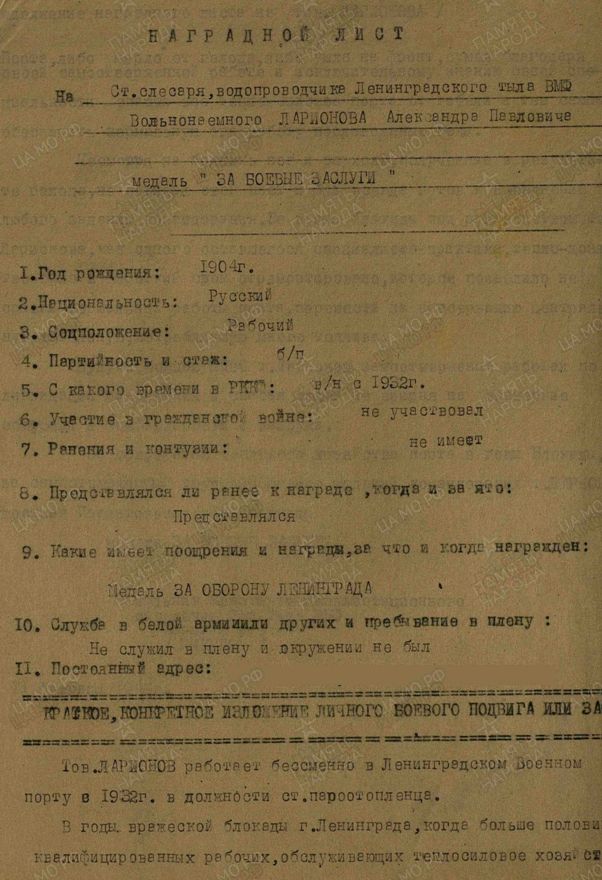 НАГРАДНОЙ ЛИСТ
На Ст.слесаря,водопроводчика Ленинградского тыла ВМФ
Вольнонаемного ЛАРИОНОВА Александра Павловича
медаль " ЗА БОЕВЫЕ ЗАСЛУГИ "
1.Год рождения: 1904г.
2.Национальность: Русский
3. Соцположение: Рабочий
4. Партийность и стаж: б/п
5. С какого времени в : в/н с 1932г.
6. Участие в гражданской войне: не участвовал
7. Ранения и контузии: не имеет
8. Представлялся ли ранее к награде ,когда и за что:
Представлялся
9. Какие имеет поощрения и награды,за что и когда награжден:
Медаль ЗА ОБОРОНУ ЛЕНИНГРАДА
10. Служба в белой армииили других и пребывание в плену :
Не служил в плену и окружении не был
11. Постоянный адрес:
КРАТКОЕ,КОНКРЕТНОЕ ИЗЛОЖЕНИЕ ЛИЧНОГО БОЕВОГО ПОДВИГА ИЛИ ЗА
Тов.ЛАРИОНОВ работает бессменно в Ленинградском Военном
порту с 1932г. в должности ст.пароотопленца.
В годы вражеской блокады г.Ленинграда,когда больше полови
квалифицированных рабочих,обслуживающих теплосиловое хозяйст